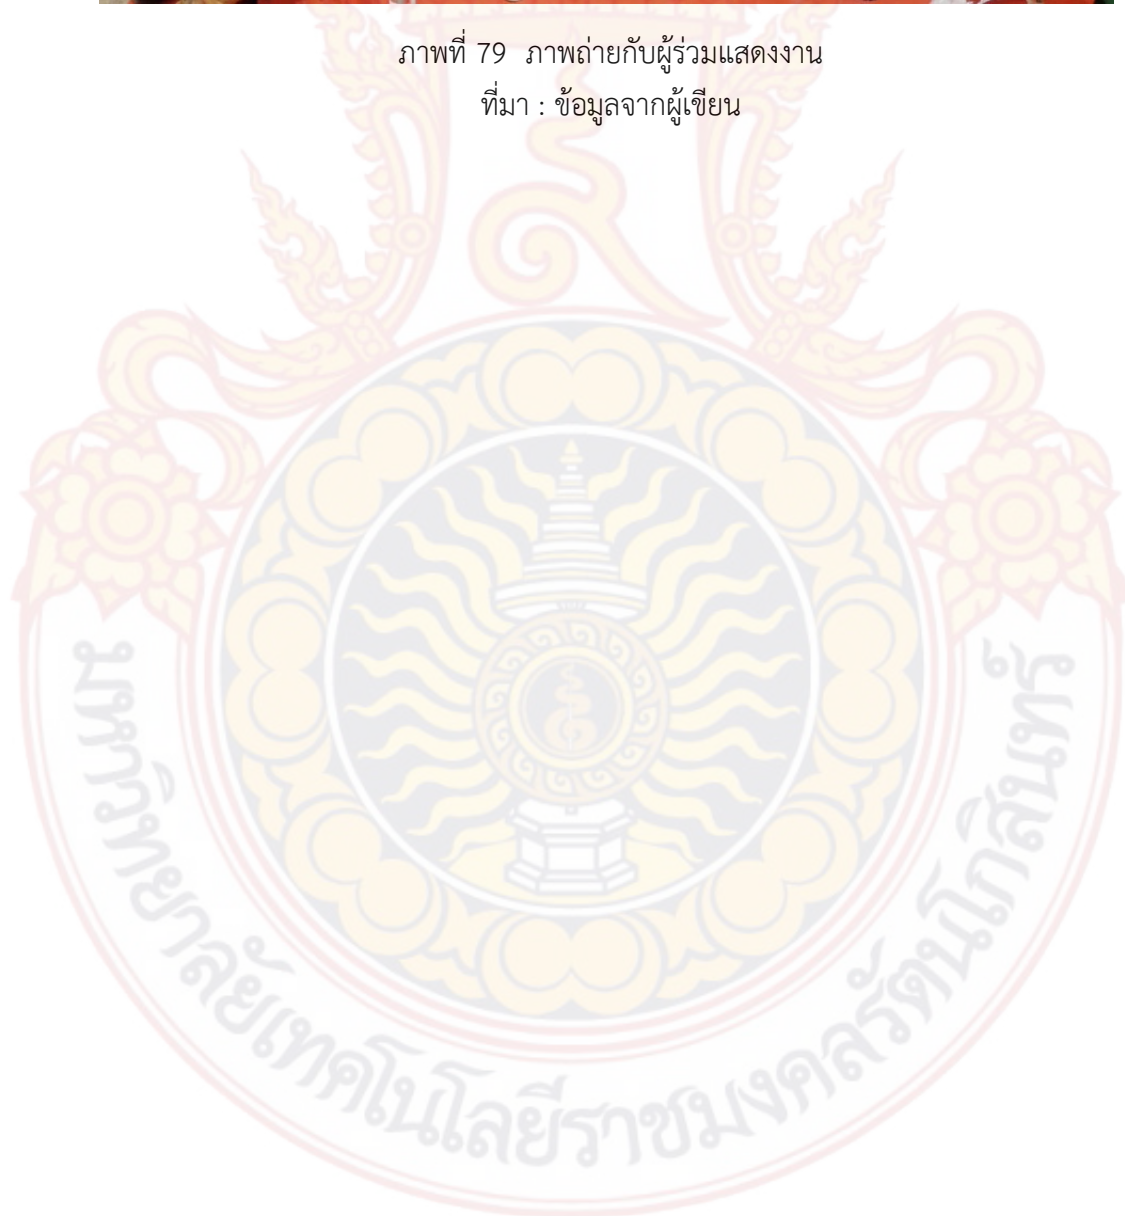 ภาพที่ 79 ภาพถ่ายกับผู้ร่วมแสดงงาน
ที่มา : ข้อมูลจากผู้เขียน
มหาวิทยาลัยเทคโนโลยีราชมงคลรัตนโกสินทร์